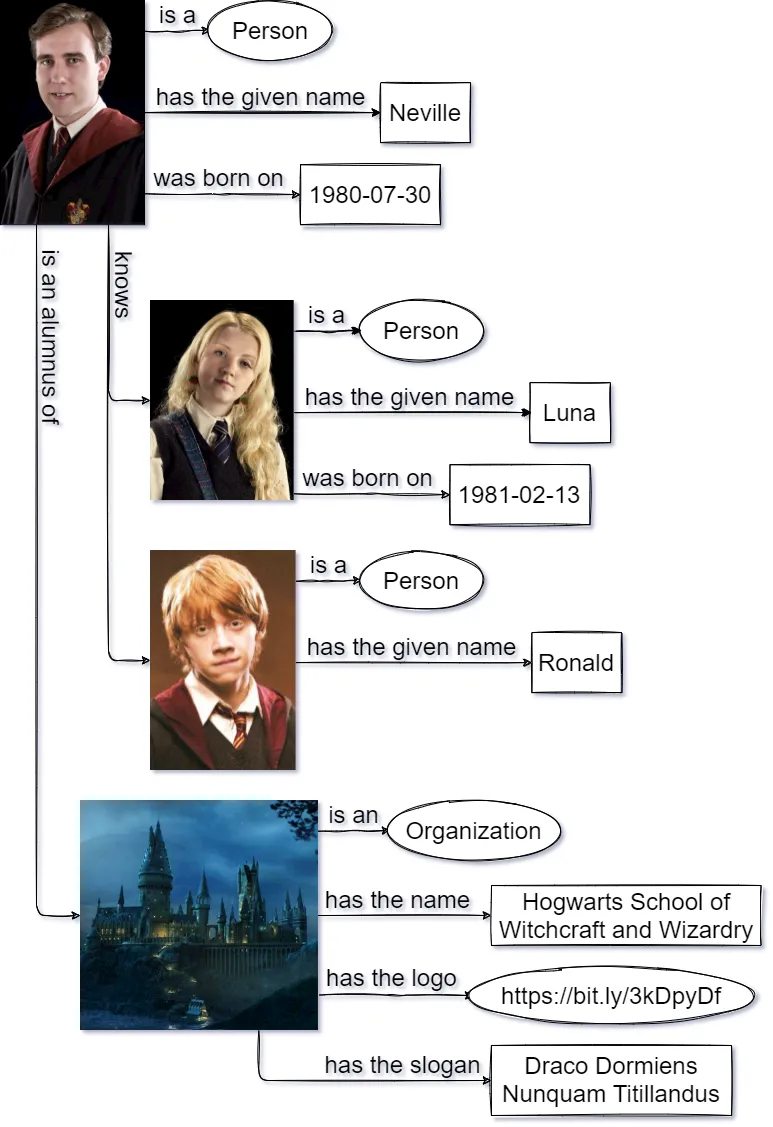 is a
Person
has the given name
Neville
was born on
1980-07-30
is an alumnus of
knows
is a
Person
has the given name
Luna
was born on
1981-02-13
is a
Person
has the given name
Ronald
is an
Organization
has the name
Hogwarts School of
Witchcraft and Wizardry
has the logo
https://bit.ly/3kDpyDf
has the slogan
Draco Dormiens
Nunquam Titillandus